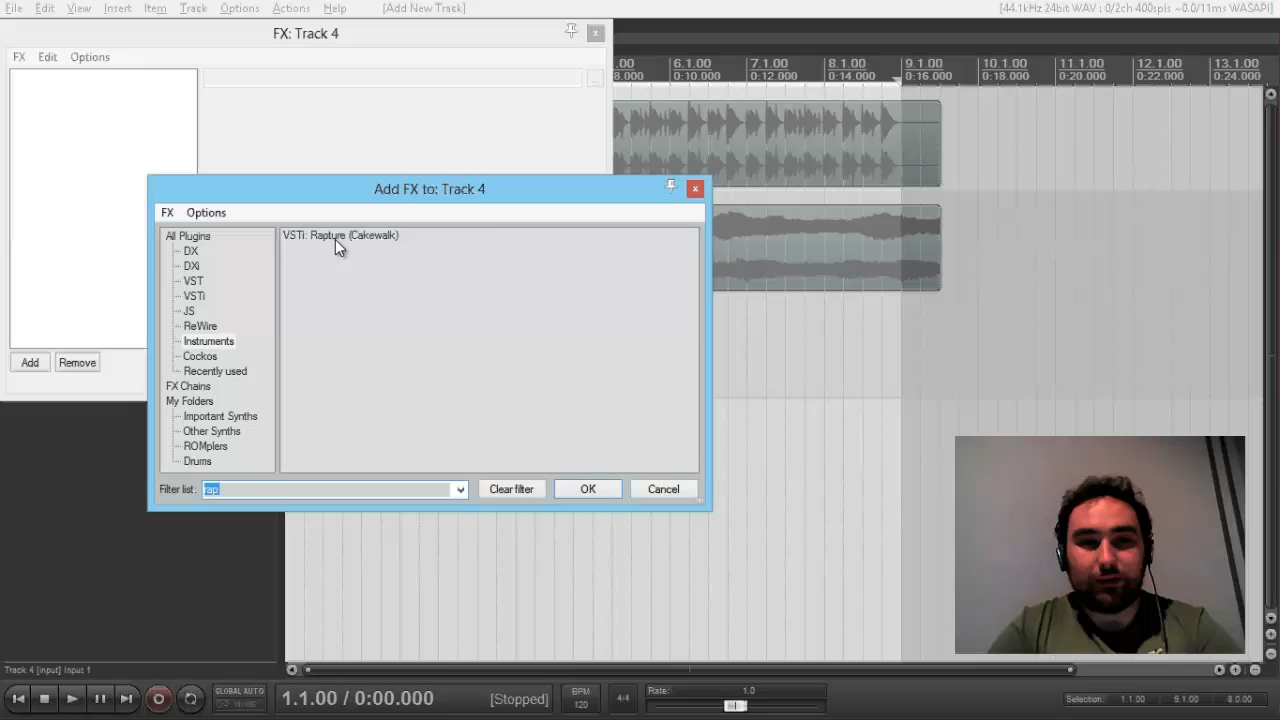 File Edit View Insert Item Track Options Actions Help [Add New Track] [44.1kHz 24bit WAV : 0/2ch 400spls ~0.0/11ms WASAPI]
FX: Track 4
FX Edit Options
.00 6.1.00 7.1.00 8.1.00 9.1.00 10.1.00 11.1.00 12.1.00 13.1.00
8.000 0:10.000 0:12.000 0:14.000 0:16.000 0:18.000 0:20.000 0:22.000 0:24.000
Add FX to: Track 4
FX Options
All Plugins
DX
DXi
VST
VSTi
JS
ReWire
Instruments
Cockos
Recently used
FX Chains
My Folders
Important Synths
Other Synths
ROMplers
Drums
VSTi: Rapture (Cakewalk)
Add Remove
Filter list: rap Clear filter OK Cancel
Track 4 [input] Input 1
GLOBAL AUTO
NONE
1.1.00 / 0:00.000 [Stopped]
BPM
120
4/4
Rate: 1.0
Selection: 1.1.00 9.1.00 8.0.00